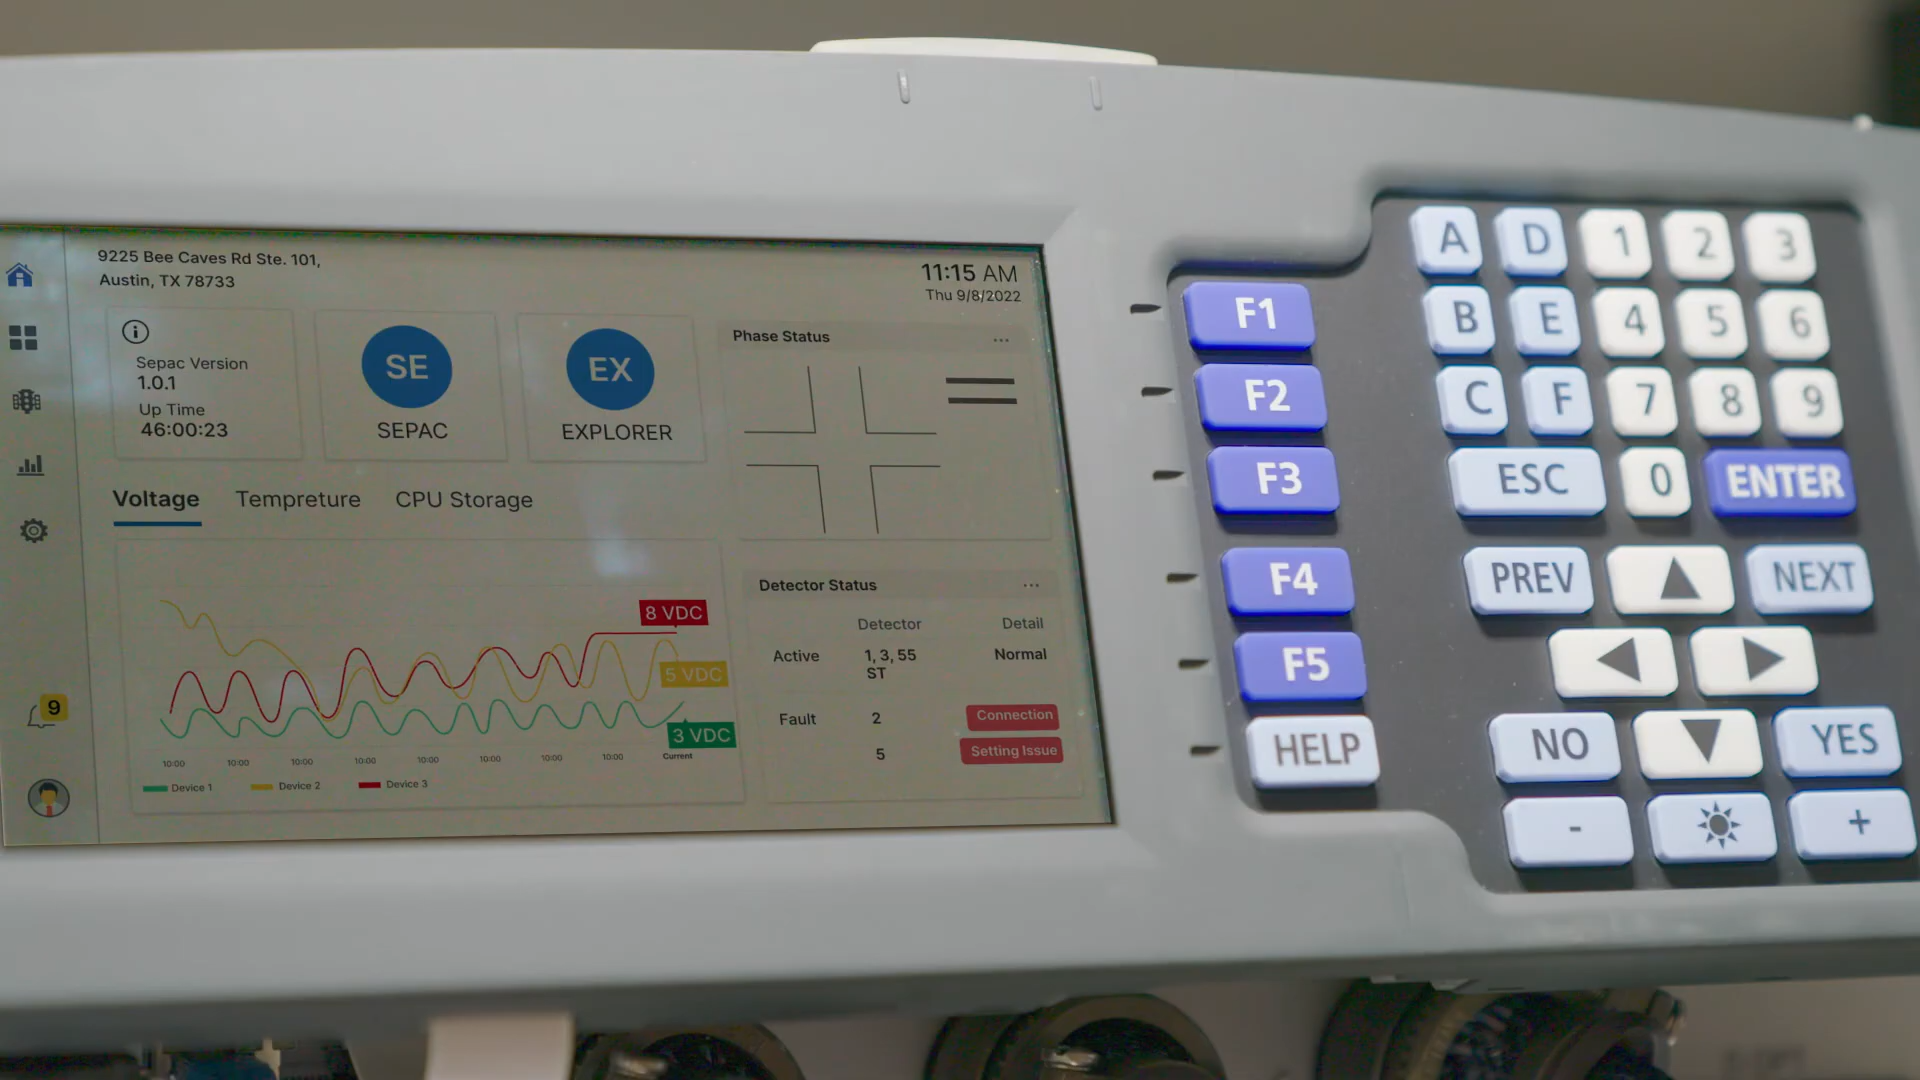 9225 Bee Caves Rd Ste. 101,
Austin, TX 78733
11:15 AM
Thu 9/8/2022
Sepac Version
1.0.1
Up Time
46:00:23
SE
SEPAC
EX
EXPLORER
Phase Status
...
Voltage Tempreture CPU Storage
8 VDC
5 VDC
3 VDC
10:00 10:00 10:00 10:00 10:00 10:00 10:00 10:00 Current
Device 1 Device 2 Device 3
Detector Status
...
Detector Detail
Active 1, 3, 55 Normal
ST
Fault 2 Connection
5 Setting Issue
9
F1
F2
F3
F4
F5
HELP
A D 1 2 3
B E 4 5 6
C F 7 8 9
ESC 0 ENTER
PREV NEXT
NO YES
- +